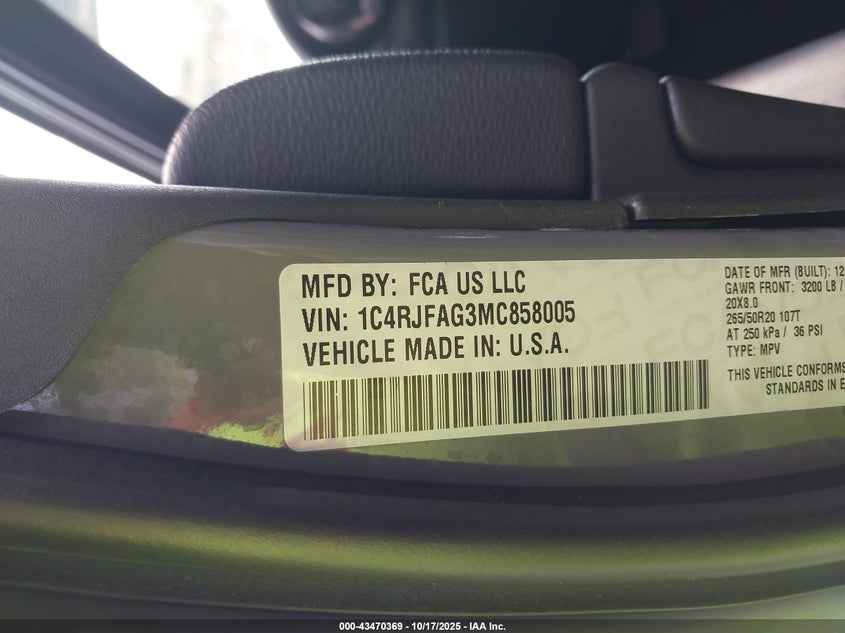 MFD BY: FCA US LLC
VIN: 1C4RJFAG3MC858005
VEHICLE MADE IN: U.S.A.
DATE OF MFR (BUILT): 12
GAWR FRONT: 3200 LB /
20X8.0
265/50R20 107T
AT 250 kPa / 36 PSI
TYPE: MPV
THIS VEHICLE CONFORMS
STANDARDS IN E
000-43470369 | 10/17/2025 - IAA Inc.